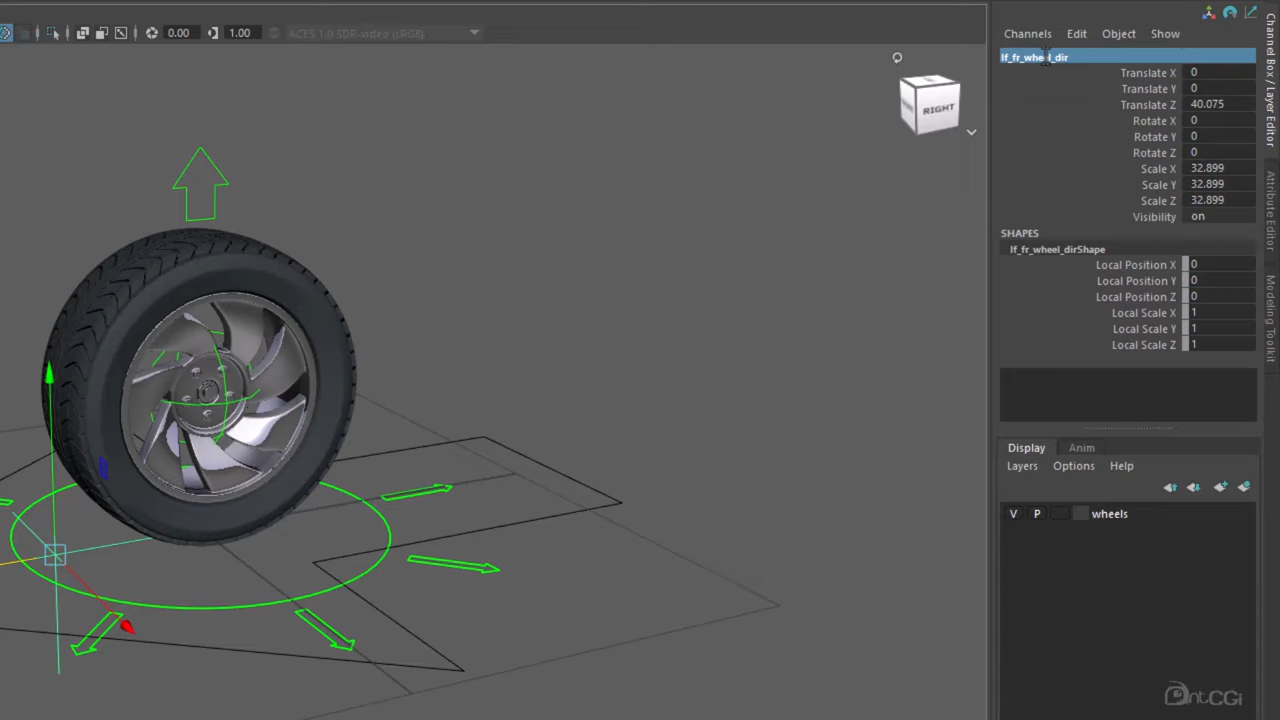 0.00 1.00 ACES 1.0 SDR-video (sRGB)
RIGHT
Channels Edit Object Show
lf_fr_wheel_dir
Translate X 0
Translate Y 0
Translate Z 40.075
Rotate X 0
Rotate Y 0
Rotate Z 0
Scale X 32.899
Scale Y 32.899
Scale Z 32.899
Visibility on
SHAPES
lf_fr_wheel_dirShape
Local Position X 0
Local Position Y 0
Local Position Z 0
Local Scale X 1
Local Scale Y 1
Local Scale Z 1
Display Anim
Layers Options Help
V P wheels
Channel Box / Layer Editor
Attribute Editor
Modeling Toolkit
antCGi